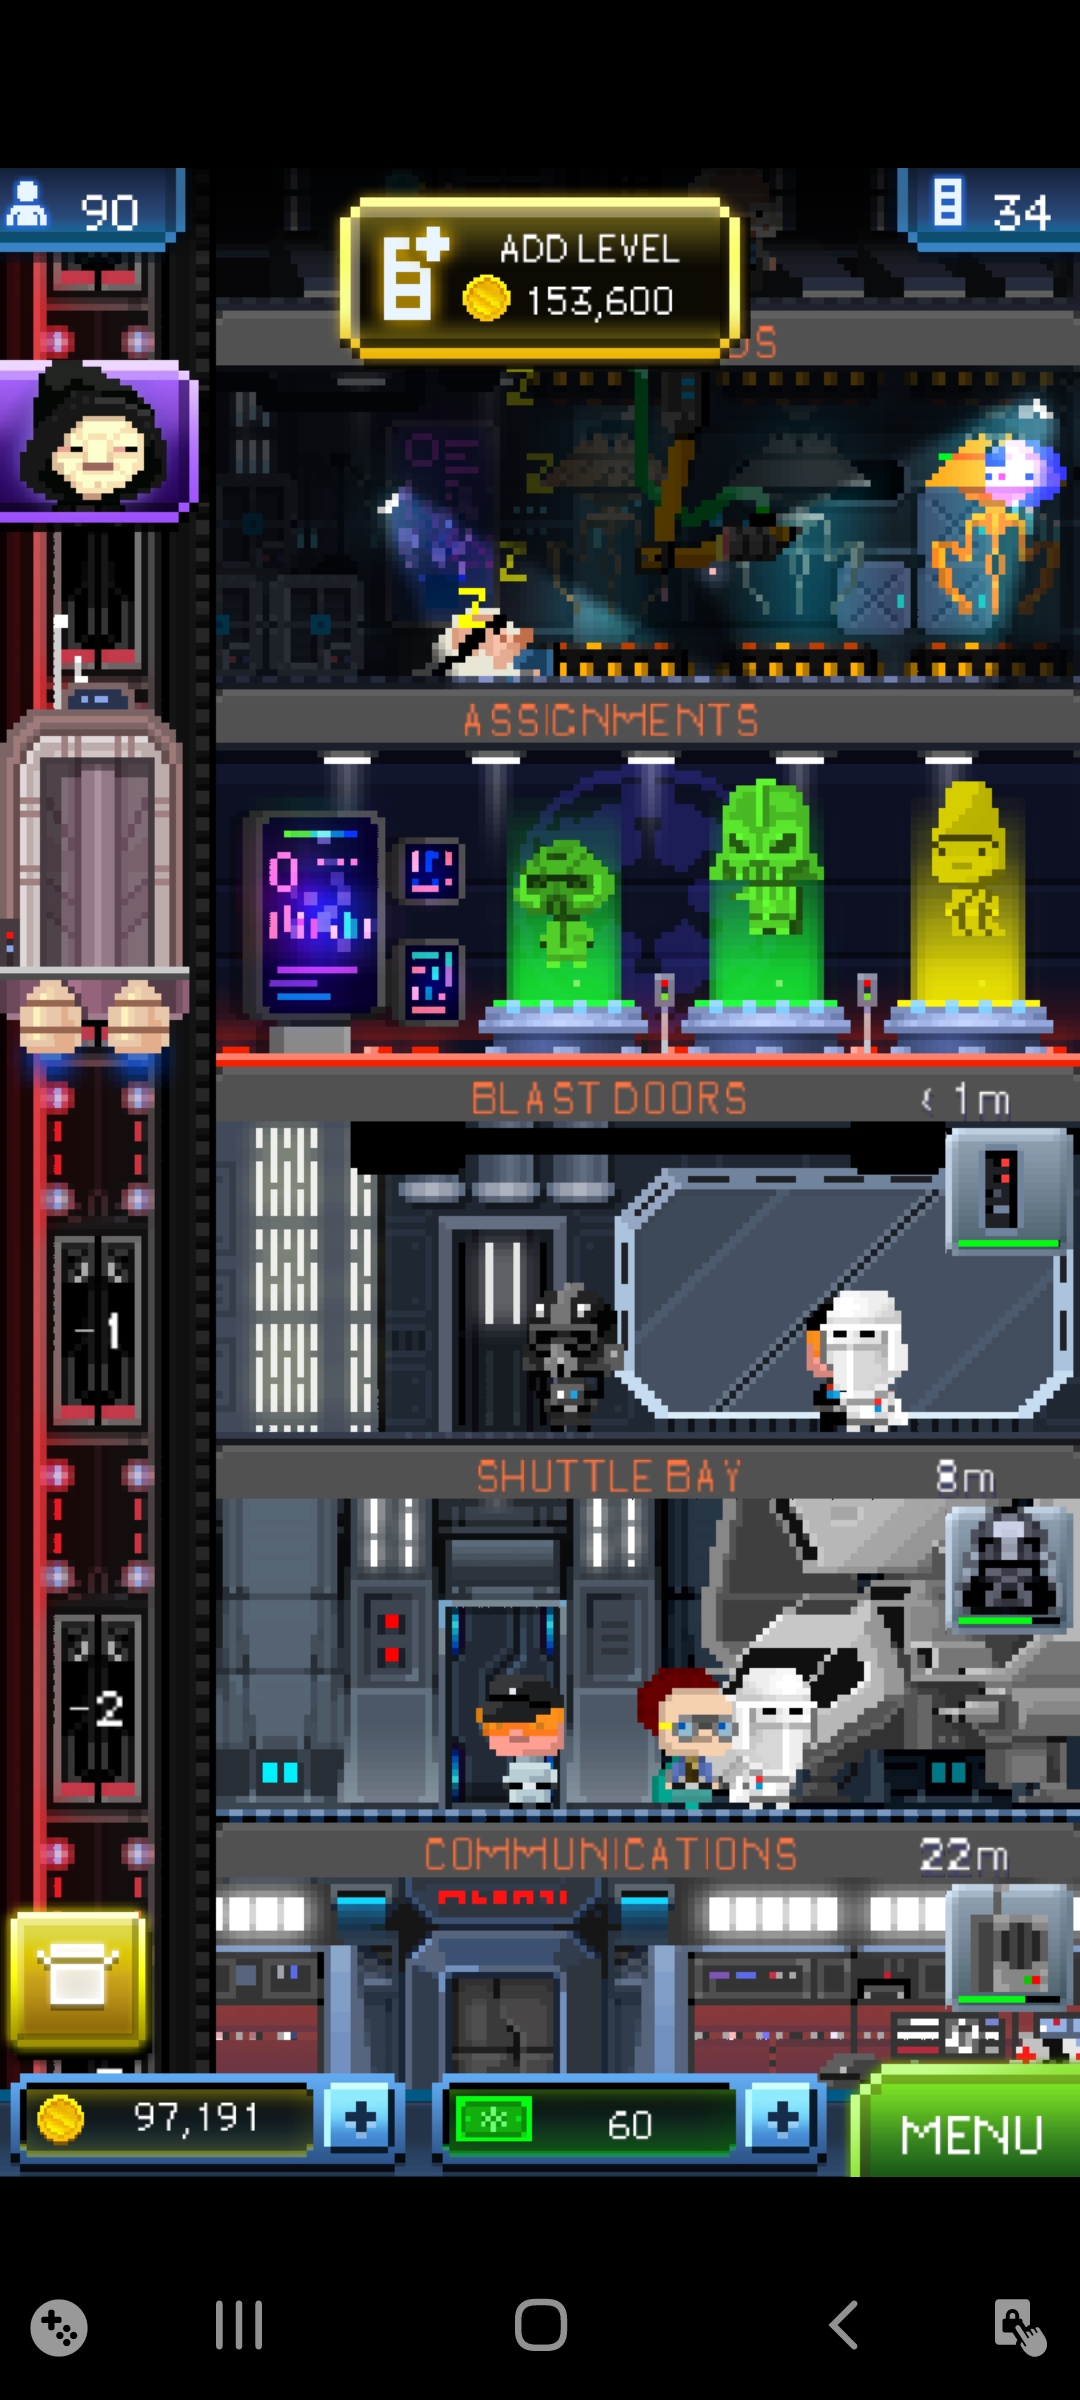 90
ADD LEVEL
153,600
34
DS
Z
Z
Z
Z
ASSIGNMENTS
BLAST DOORS < 1m
-1
SHUTTLE BAY 8m
-2
COMMUNICATIONS 22m
97,191
60
MENU